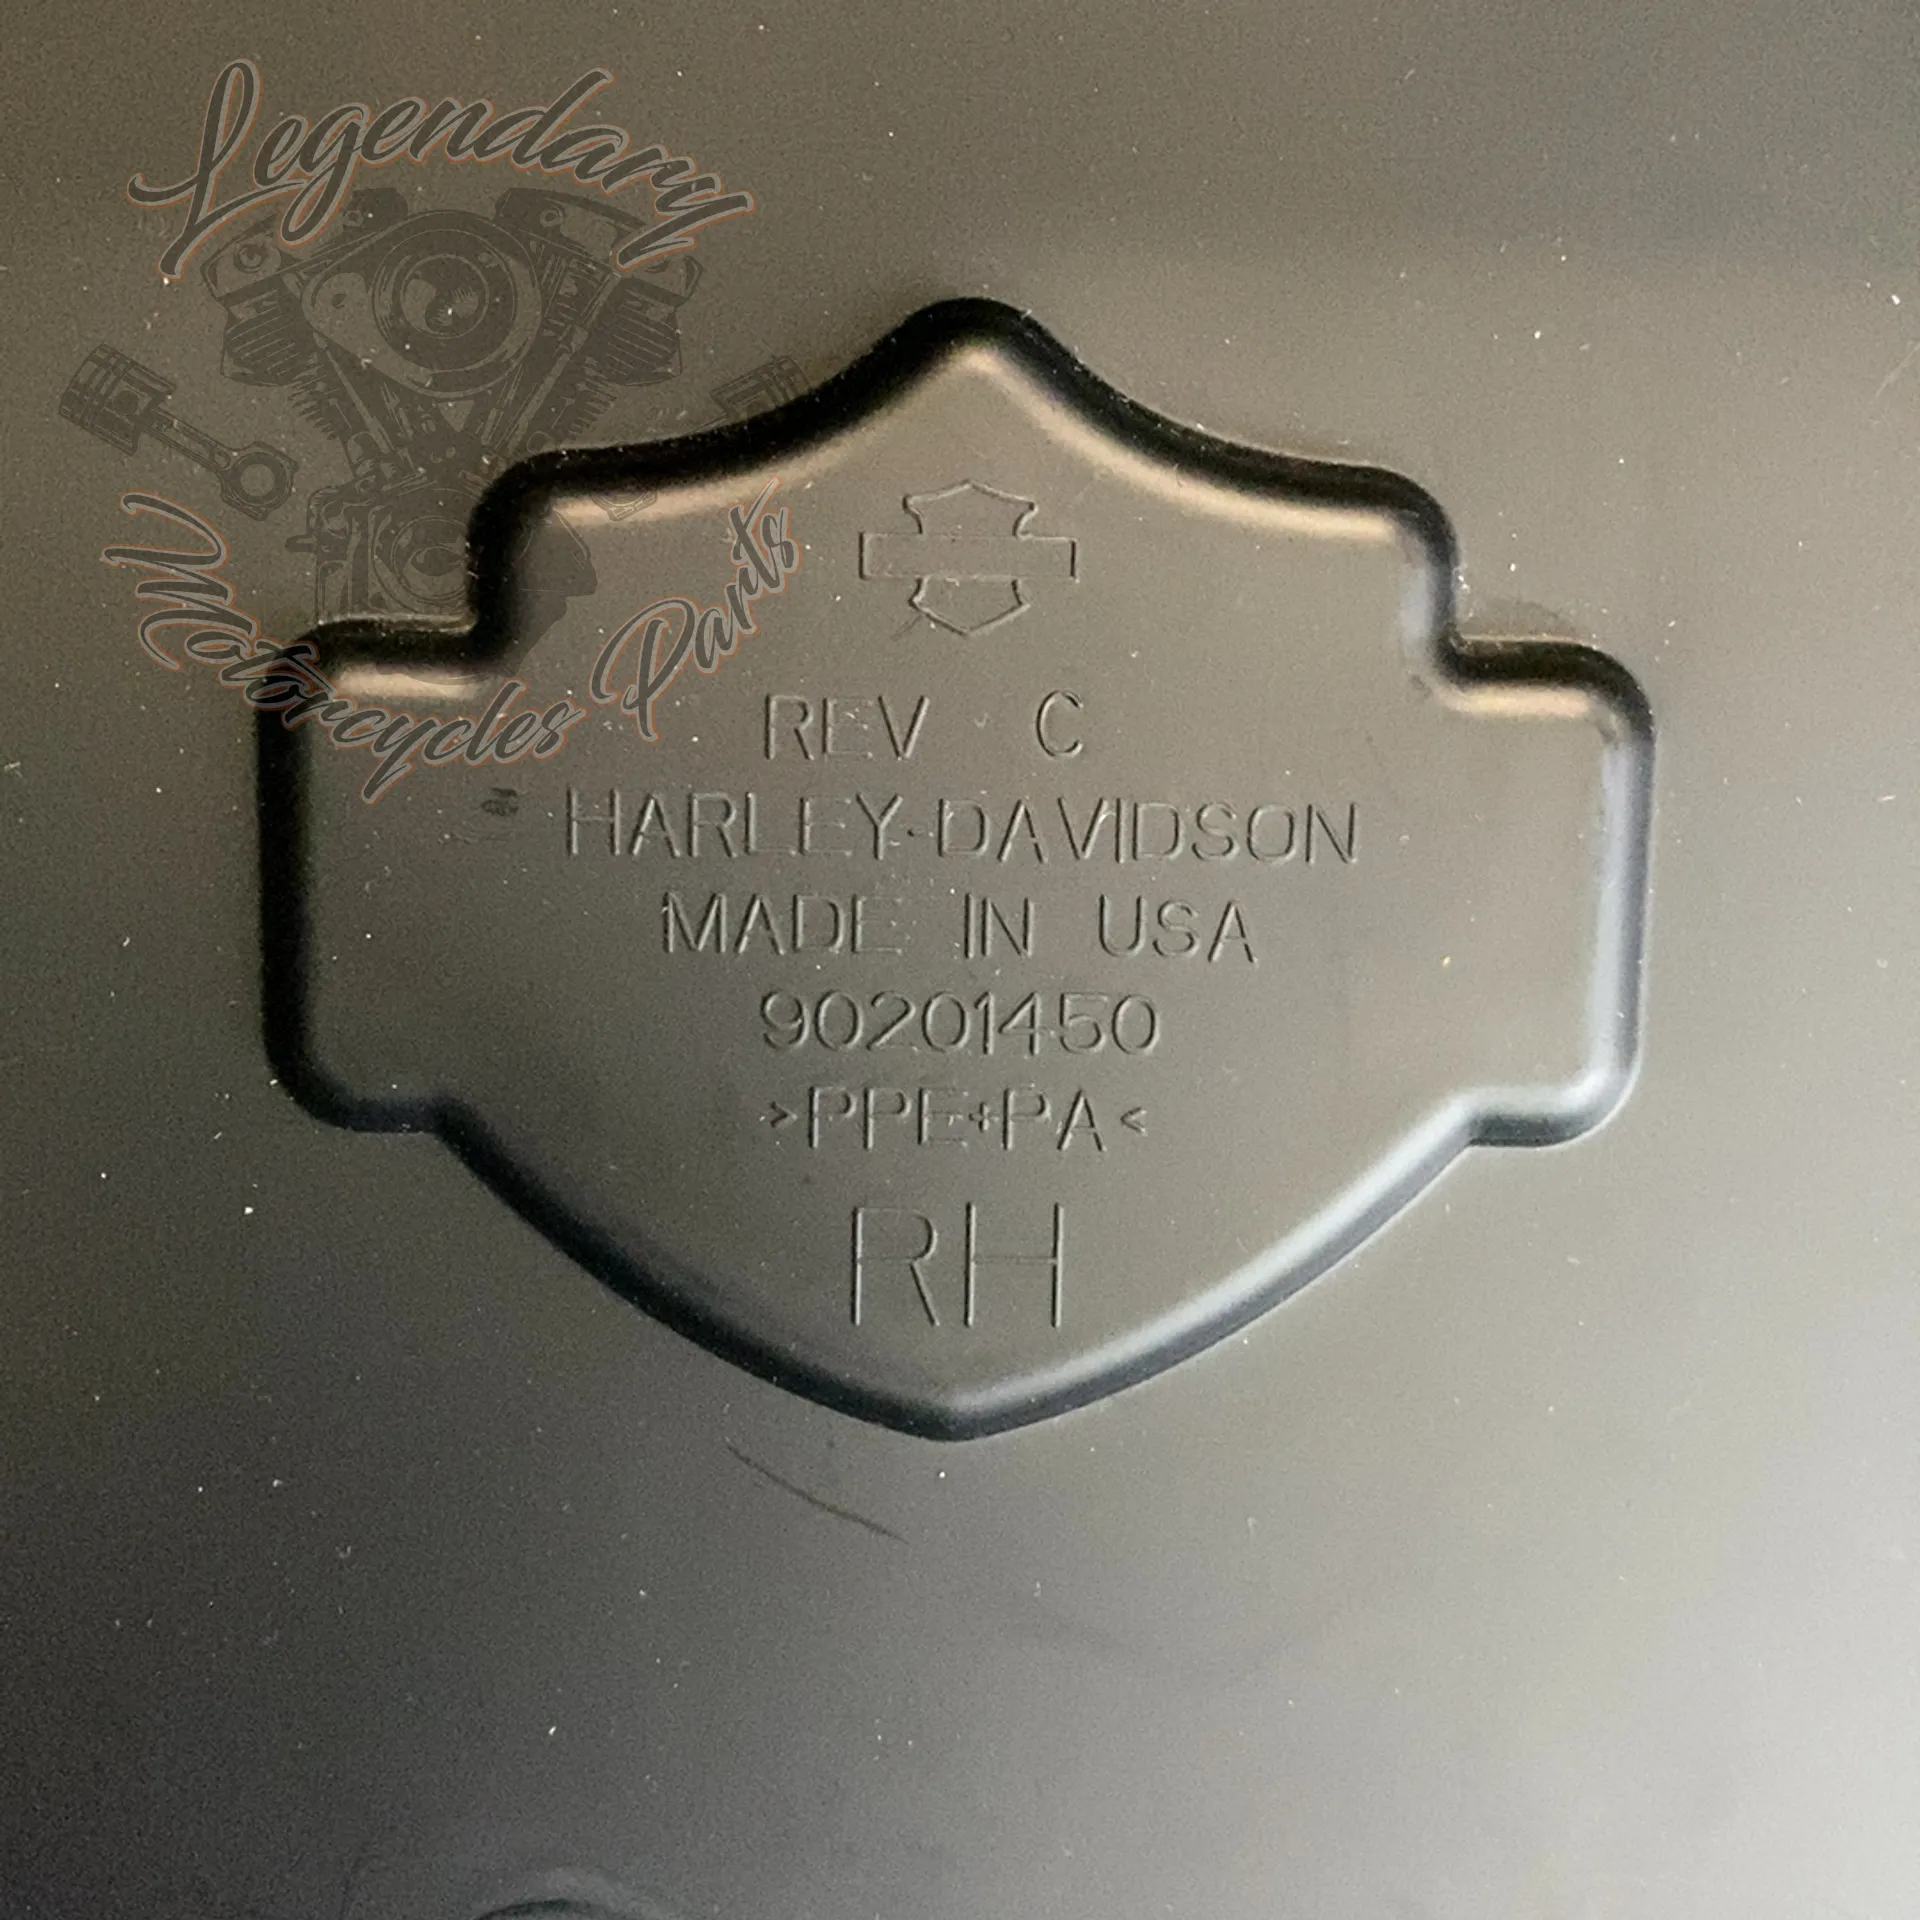 Legendary
Motorcycles Parts
REV C
HARLEY-DAVIDSON
MADE IN USA
90201450
>PPE+PA<
RH